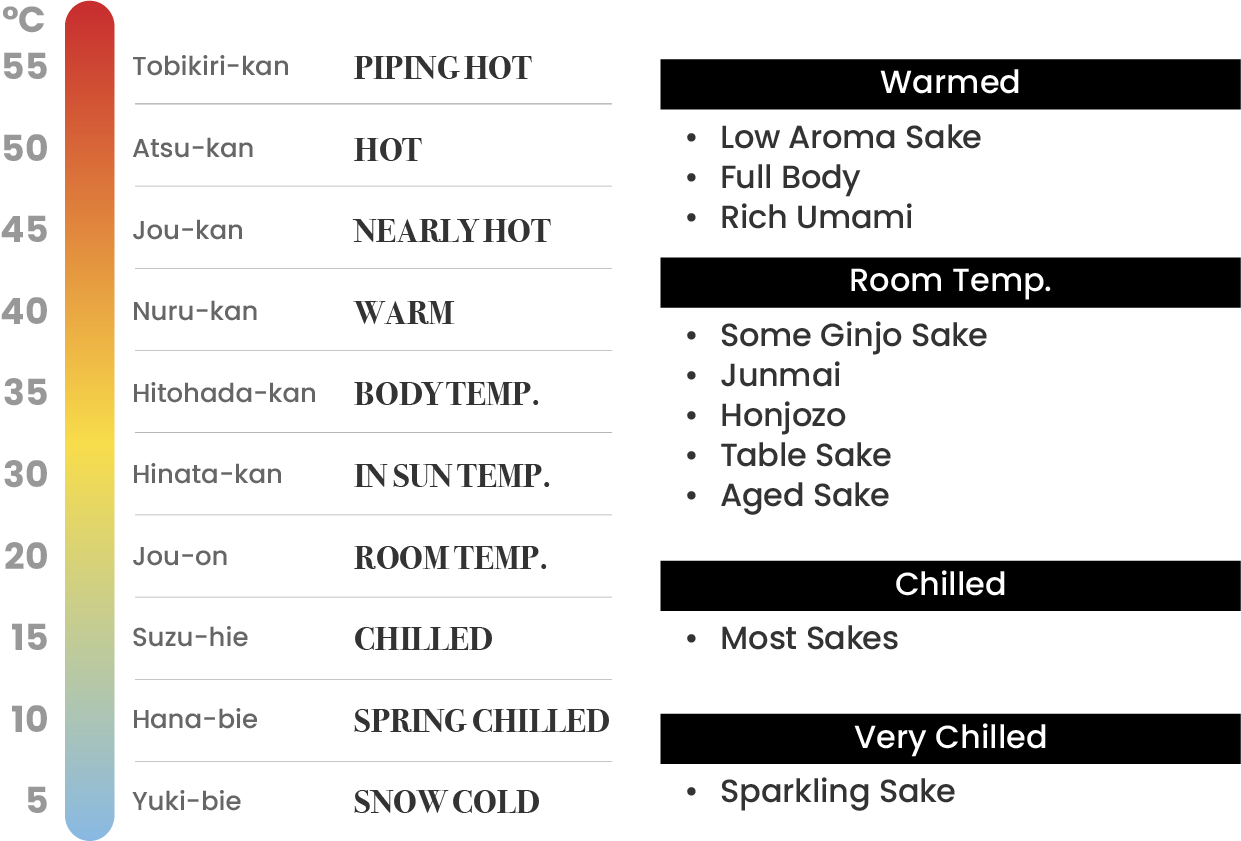 °C
55 Tobikiri-kan PIPING HOT
50 Atsu-kan HOT
45 Jou-kan NEARLY HOT
40 Nuru-kan WARM
35 Hitohada-kan BODY TEMP.
30 Hinata-kan IN SUN TEMP.
20 Jou-on ROOM TEMP.
15 Suzu-hie CHILLED
10 Hana-bie SPRING CHILLED
5 Yuki-bie SNOW COLD
Warmed
• Low Aroma Sake
• Full Body
• Rich Umami
Room Temp.
• Some Ginjo Sake
• Junmai
• Honjozo
• Table Sake
• Aged Sake
Chilled
• Most Sakes
Very Chilled
• Sparkling Sake